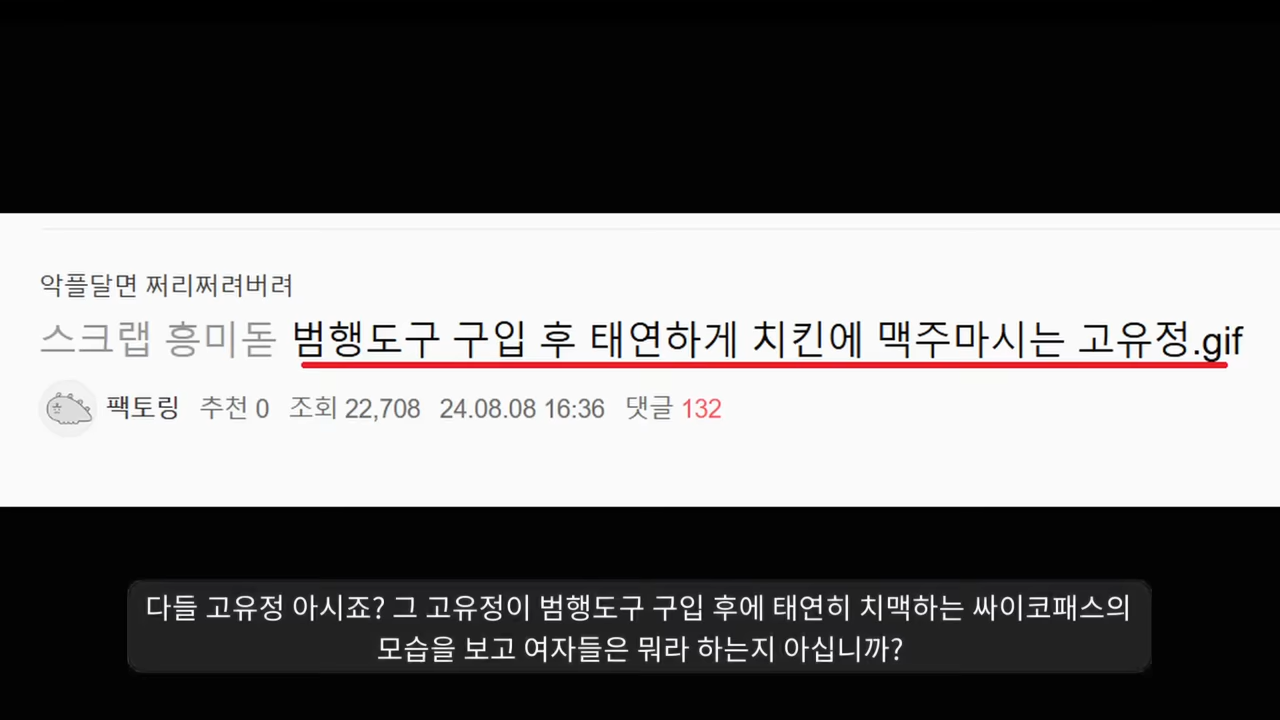 악플달면 쩌리쩌려버려
스크랩 흥미돋 범행도구 구입 후 태연하게 치킨에 맥주마시는 고유정.gif
팩토링 추천 0 조회 22,708 24.08.08 16:36 댓글 132
다들 고유정 아시죠? 그 고유정이 범행도구 구입 후에 태연히 치맥하는 싸이코패스의
모습을 보고 여자들은 뭐라 하는지 아십니까?